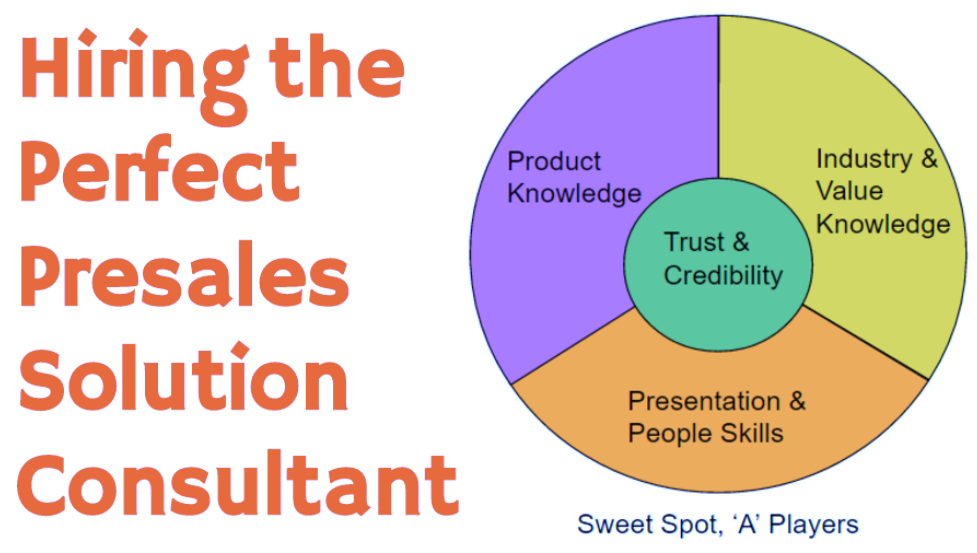 Hiring the
Perfect
Presales
Solution
Consultant
Product
Knowledge
Industry &
Value
Knowledge
Trust &
Credibility
Presentation &
People Skills
Sweet Spot, ‘A’ Players